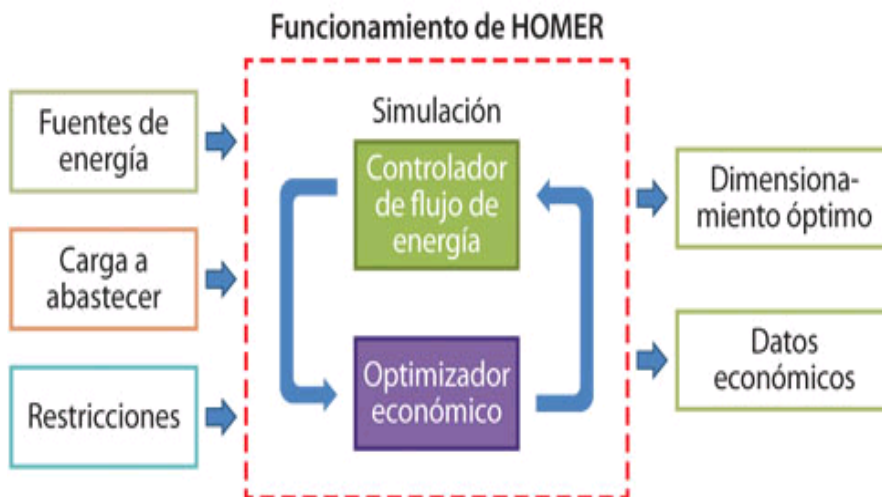 Funcionamiento de HOMER
Fuentes de
energía
Carga a
abastecer
Restricciones
Simulación
Controlador
de flujo de
energía
Optimizador
económico
Dimensiona-
miento óptimo
Datos
económicos